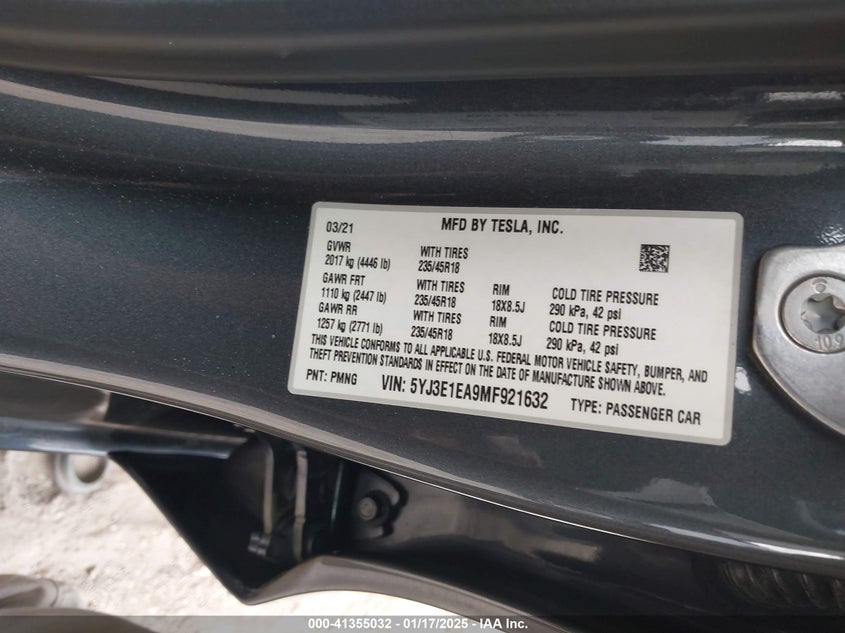 03/21 MFD BY TESLA, INC.
GVWR WITH TIRES
2017 kg (4446 lb) 235/45R18
GAWR FRT WITH TIRES RIM COLD TIRE PRESSURE
1110 kg (2447 lb) 235/45R18 18X8.5J 290 kPa, 42 psi
GAWR RR WITH TIRES RIM COLD TIRE PRESSURE
1257 kg (2771 lb) 235/45R18 18X8.5J 290 kPa, 42 psi
THIS VEHICLE CONFORMS TO ALL APPLICABLE U.S. FEDERAL MOTOR VEHICLE SAFETY, BUMPER, AND
THEFT PREVENTION STANDARDS IN EFFECT ON THE DATE OF MANUFACTURE SHOWN ABOVE.
PNT: PMNG VIN: 5YJ3E1EA9MF921632 TYPE: PASSENGER CAR
10.9
000-41355032 - 01/17/2025 - IAA Inc.